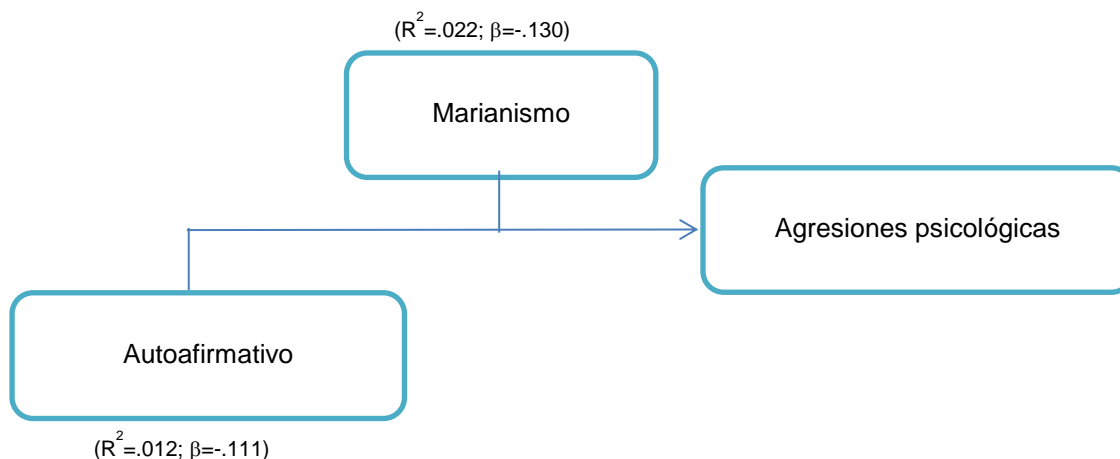 (R²=.022; β=-.130)
Marianismo
Agresiones psicológicas
Autoafirmativo
(R²=.012; β=-.111)